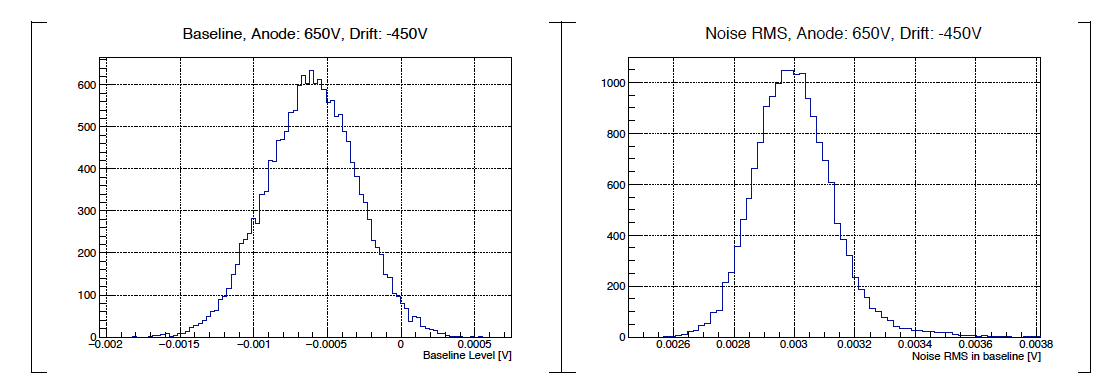 Baseline, Anode: 650V, Drift: -450V
600
500
400
300
200
100
0
−0.002 −0.0015 −0.001 −0.0005 0 0.0005
Baseline Level [V]
Noise RMS, Anode: 650V, Drift: -450V
1000
800
600
400
200
0
0.0026 0.0028 0.003 0.0032 0.0034 0.0036 0.0038
Noise RMS in baseline [V]